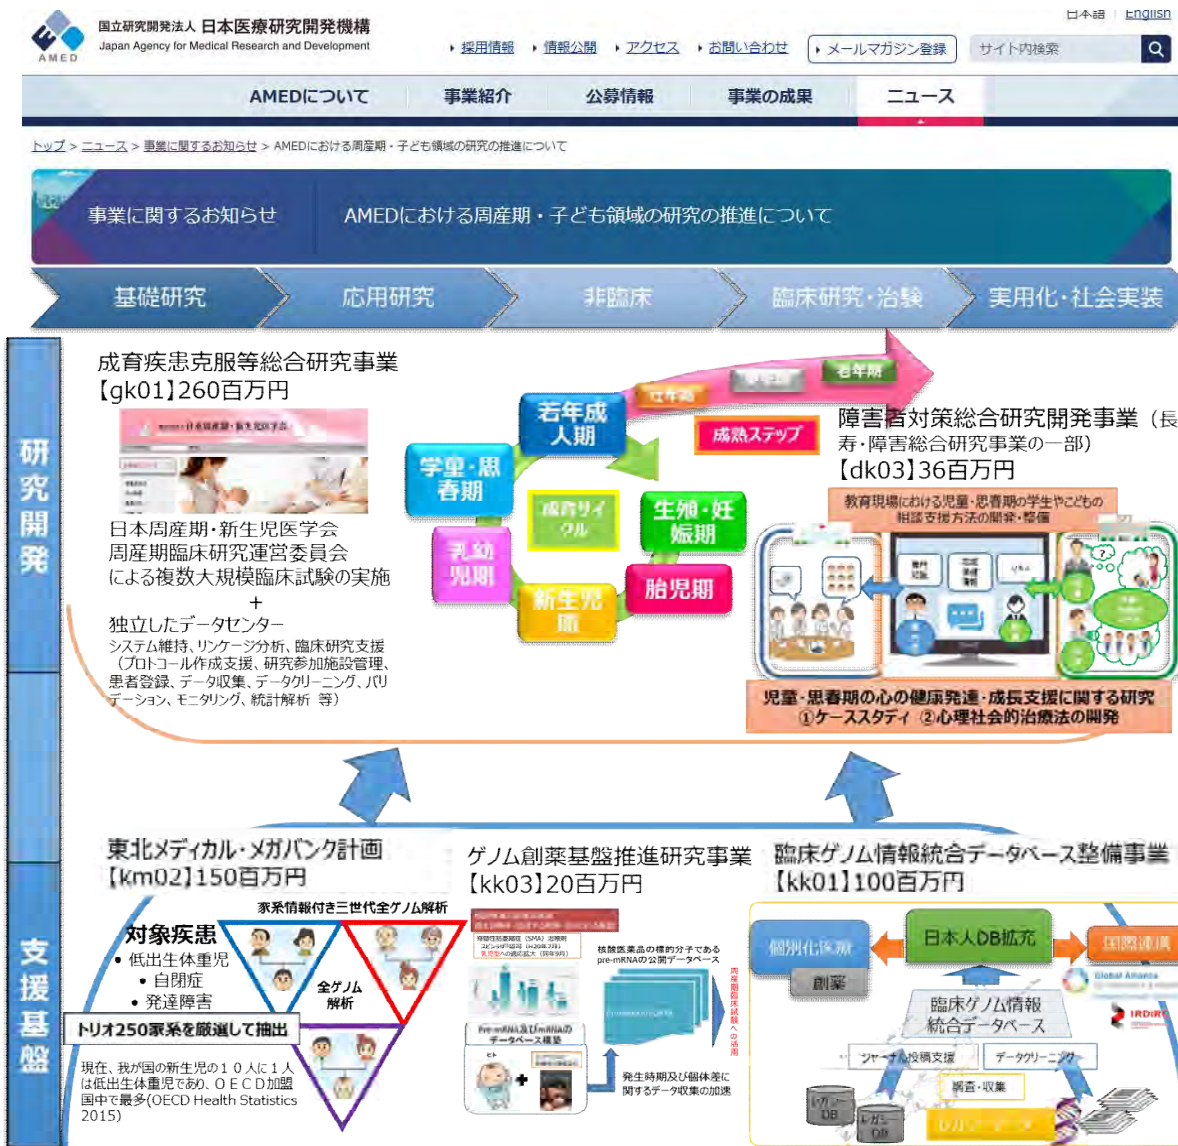 日本語 English
国立研究開発法人 日本医療研究開発機構
Japan Agency for Medical Research and Development
AMED
採用情報 情報公開 アクセス お問い合わせ メールマガジン登録 サイト内検索
AMEDについて 事業紹介 公募情報 事業の成果 ニュース
トップ > ニュース > 事業に関するお知らせ > AMEDにおける周産期・子ども領域の研究の推進について
事業に関するお知らせ AMEDにおける周産期・子ども領域の研究の推進について
基礎研究 応用研究 非臨床 臨床研究・治験 実用化・社会実装
研究開発
成育疾患克服等総合研究事業
【gk01】260百万円
日本周産期・新生児医学会
周産期臨床研究運営委員会
による複数大規模臨床試験の実施
+
独立したデータセンター
システム維持、リンケージ分析、臨床研究支援
(プロトコール作成支援、研究参加施設管理、
患者登録、データ収集、データクリーニング、バリ
デーション、モニタリング、統計解析 等)
老年期
成熟ステップ
若年成
人期
学童・思
春期
成育サイ
クル
生殖・妊
娠期
乳幼
児期
胎児期
新生児
期
障害者対策総合研究開発事業(長
寿・障害総合研究事業の一部)
【dk03】36百万円
教育現場における児童・思春期の学生やこどもの
相談支援方法の開発・整備
児童・思春期の心の健康発達・成長支援に関する研究
①ケーススタディ ②心理社会的治療法の開発
支援基盤
東北メディカル・メガバンク計画
【km02】150百万円
家系情報付き三世代全ゲノム解析
対象疾患
• 低出生体重児
• 自閉症
• 発達障害
全ゲノム
解析
トリオ250家系を厳選して抽出
現在、我が国の新生児の10人に1人
は低出生体重児であり、OECD加盟
国中で最多(OECD Health Statistics
2015)
ゲノム創薬基盤推進研究事業
【kk03】20百万円
核酸医薬品の標的分子である
pre-mRNAの公開データベース
Pre-mRNA及びmRNAの
データベース構築
ヒト
+
発生時期及び個体差に
関するデータ収集の加速
周産期臨床試験への活用
臨床ゲノム情報統合データベース整備事業
【kk01】100百万円
個別化医療
創薬
日本人DB拡充
国際連携
Global Alliance
IRDiRC
臨床ゲノム情報
統合データベース
ジャーナル投稿支援
データクリーニング
調査・収集
レガシー
DB
レガシー
DB
レガシーデータ